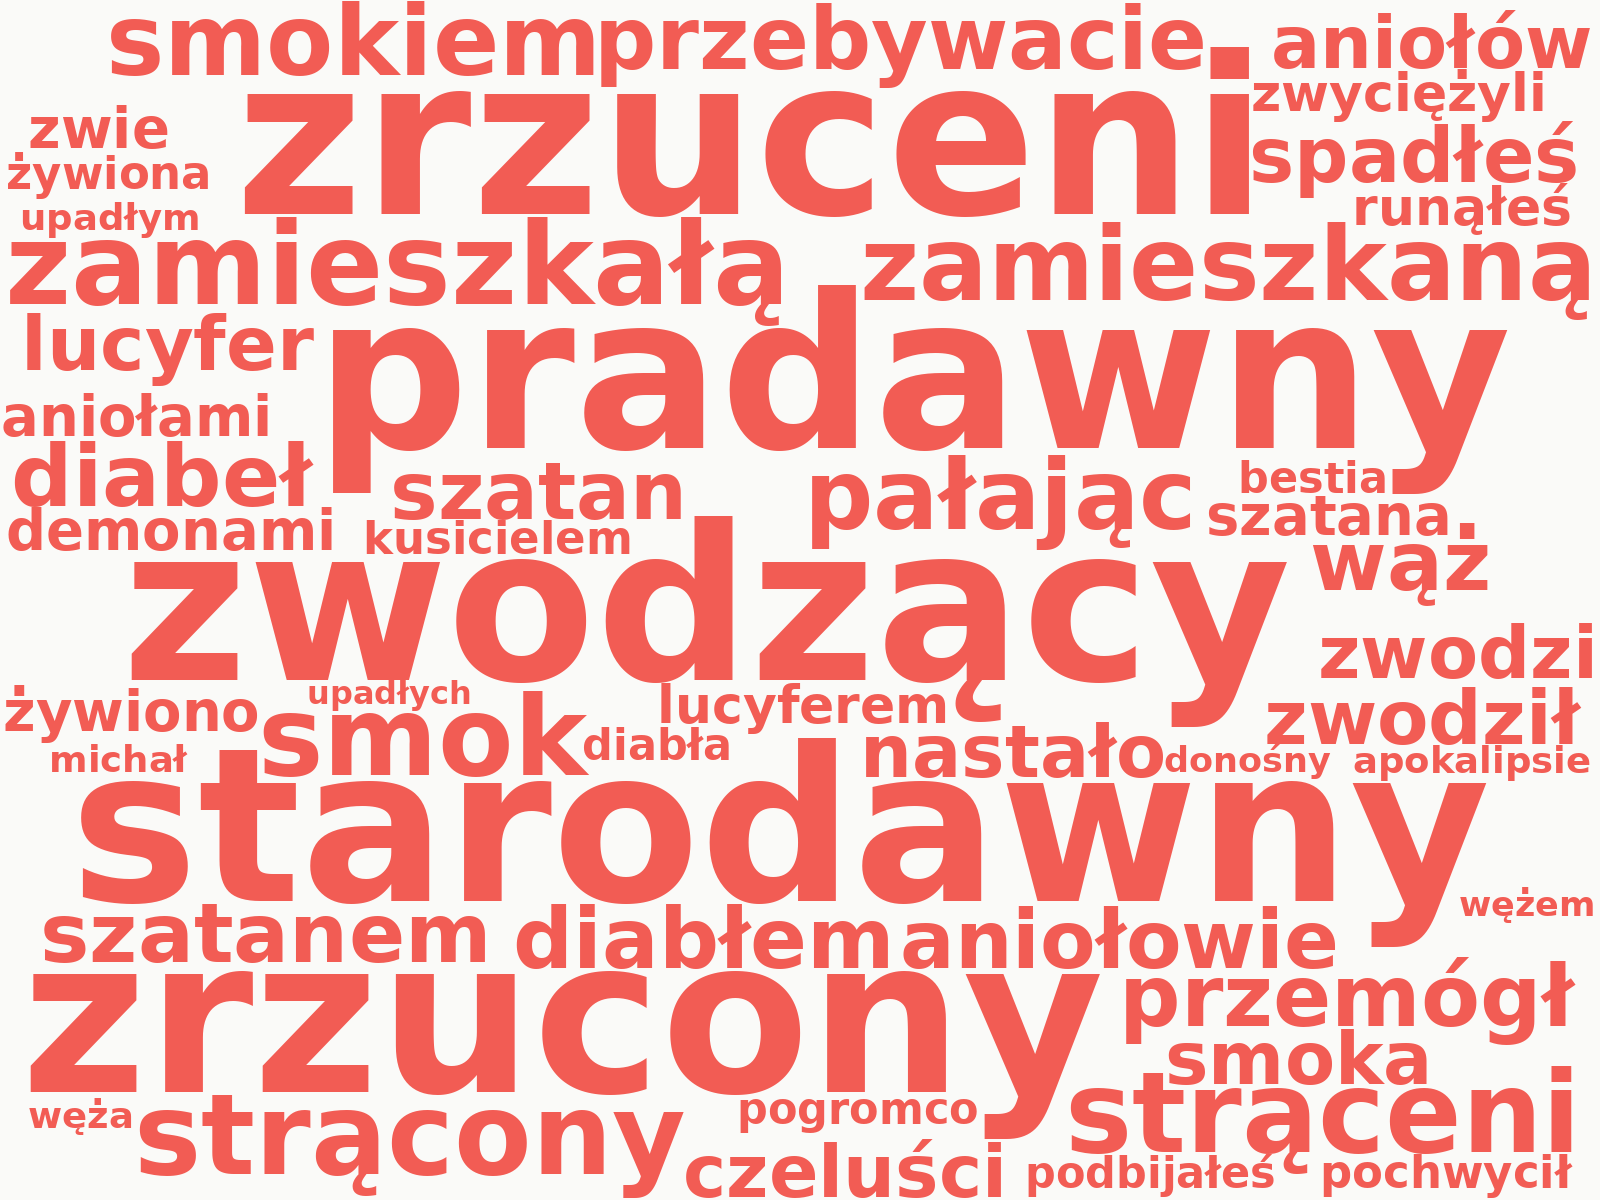 smokiem przebywacie aniołów
zrzuceni zwyciężyli
zwie spadłeś
żywiona runąłeś
upadłym
zamieszkałą zamieszkaną
lucyfer pradawny
aniołami
diabeł szatan pałając bestia
demonami kusicielem szatana
zwodzący wąż
zwodzi
żywiono upadłych lucyferem zwodził
michał smok diabła nastało donośny apokalipsie
starodawny
wężem
szatanem diabłem aniołowie
zrzucony przemógł
smoka
węża strącony pogromco strąceni
czeluści podbijałeś pochwycił